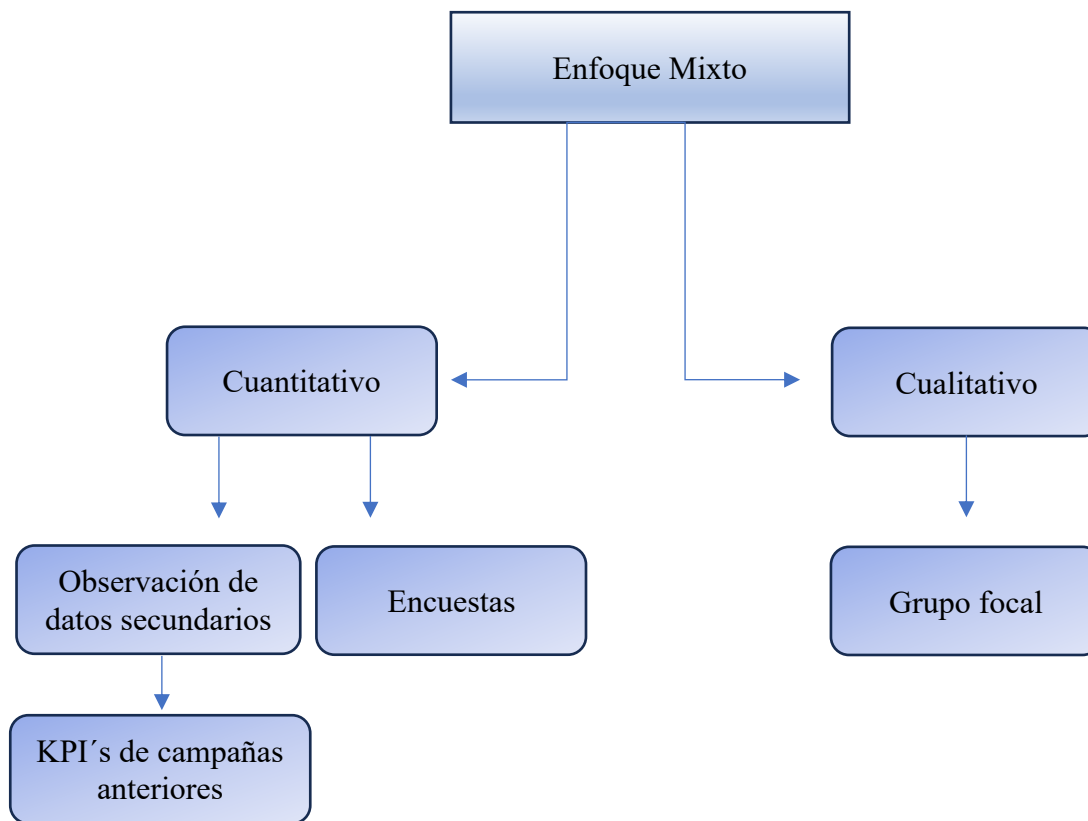 Enfoque Mixto
Cuantitativo
Cualitativo
Observación de
datos secundarios
Encuestas
Grupo focal
KPI´s de campañas
anteriores